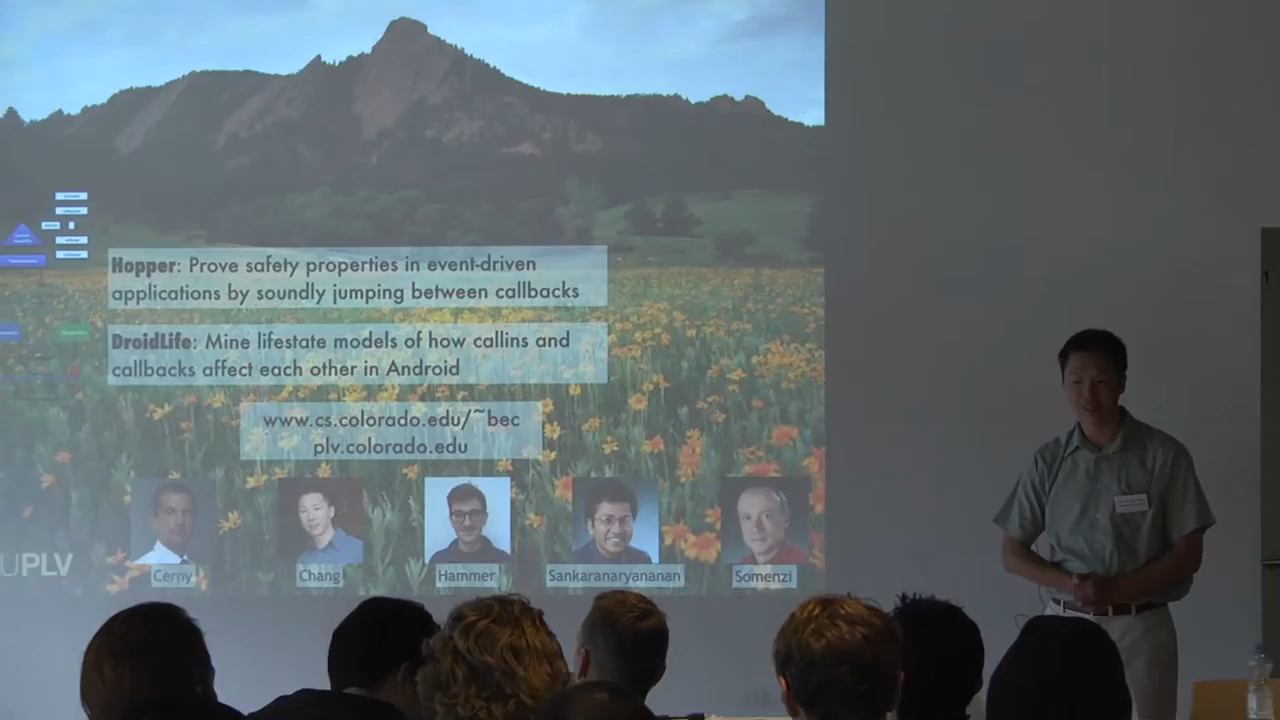 Hopper: Prove safety properties in event-driven
applications by soundly jumping between callbacks
DroidLife: Mine lifestate models of how callins and
callbacks affect each other in Android
www.cs.colorado.edu/~bec
plv.colorado.edu
UPLV
Cerny
Chang
Hammer
Sankaranaryananan
Somenzi